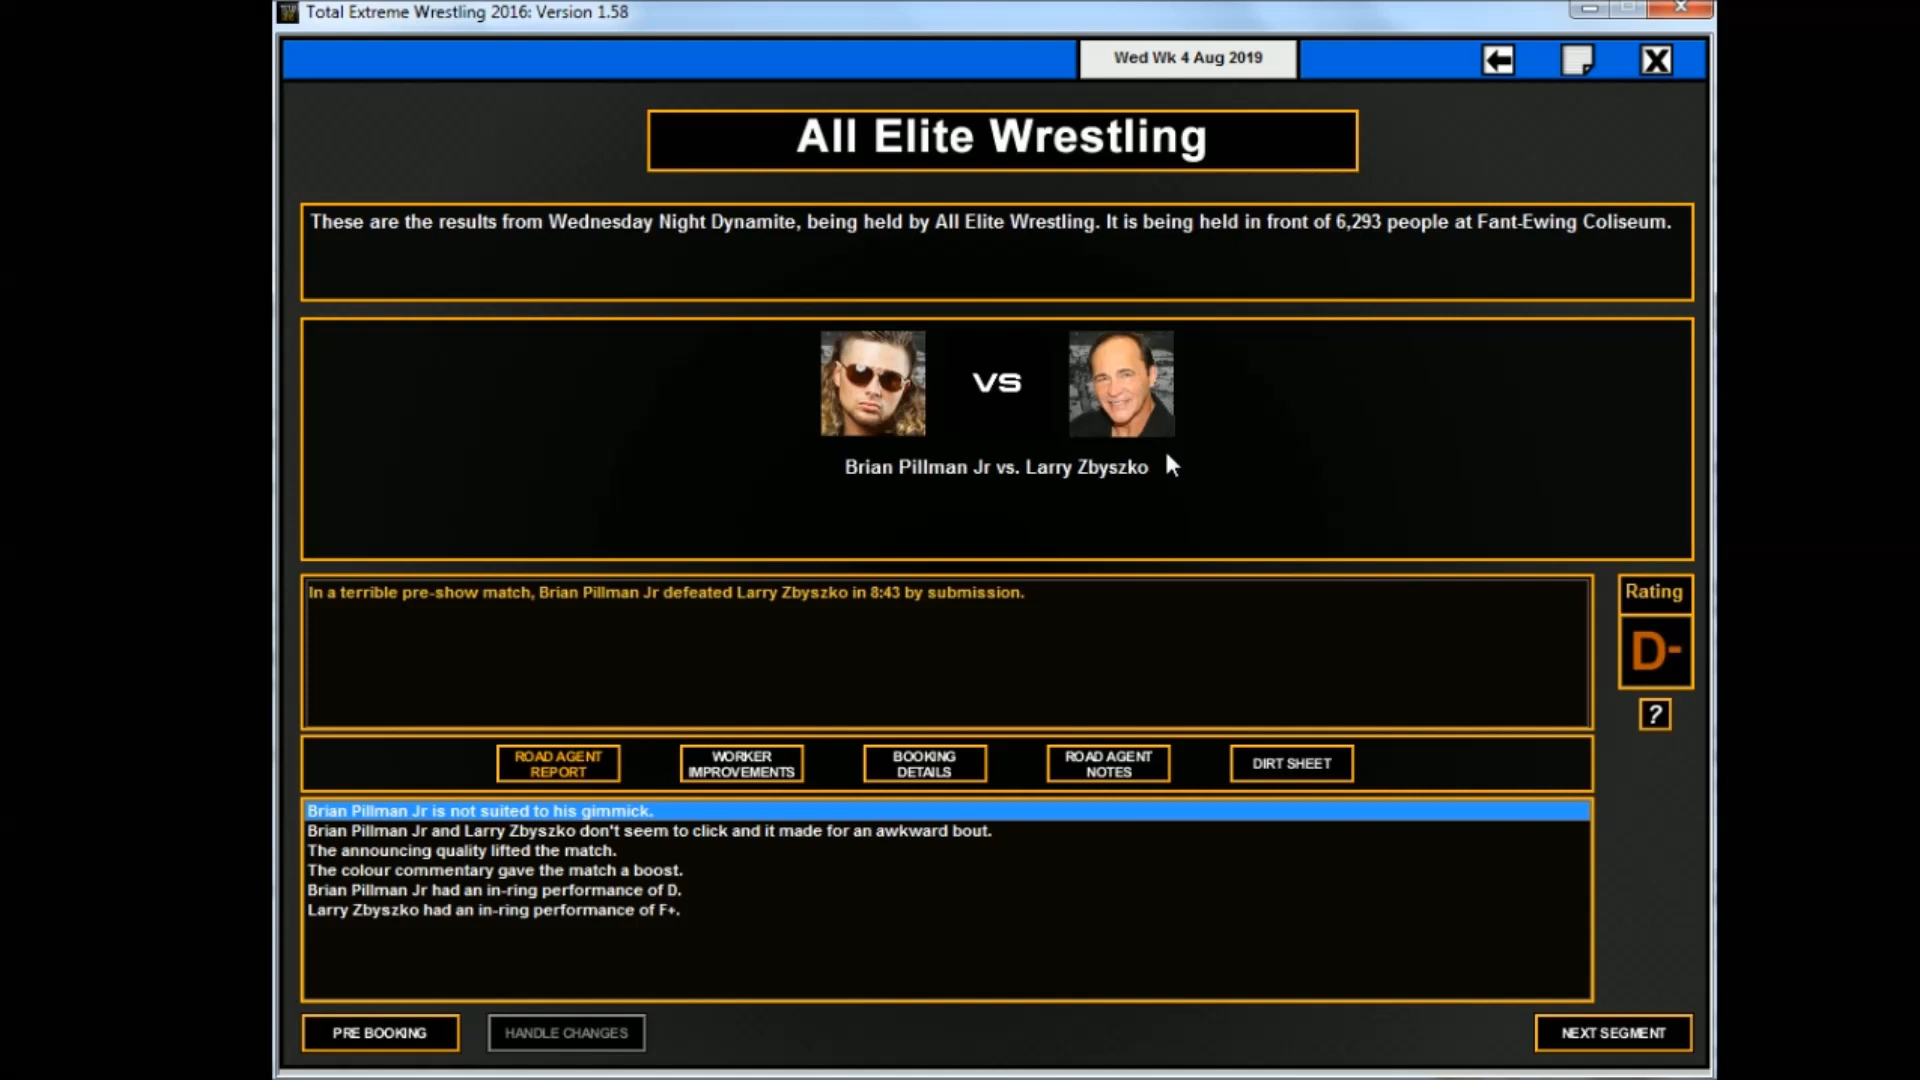 Total Extreme Wrestling 2016: Version 1.58
Wed Wk 4 Aug 2019
All Elite Wrestling
These are the results from Wednesday Night Dynamite, being held by All Elite Wrestling. It is being held in front of 6,293 people at Fant-Ewing Coliseum.
VS
Brian Pillman Jr vs. Larry Zbyszko
In a terrible pre-show match, Brian Pillman Jr defeated Larry Zbyszko in 8:43 by submission.
Rating
D-
?
ROAD AGENT REPORT
WORKER IMPROVEMENTS
BOOKING DETAILS
ROAD AGENT NOTES
DIRT SHEET
Brian Pillman Jr is not suited to his gimmick.
Brian Pillman Jr and Larry Zbyszko don't seem to click and it made for an awkward bout.
The announcing quality lifted the match.
The colour commentary gave the match a boost.
Brian Pillman Jr had an in-ring performance of D.
Larry Zbyszko had an in-ring performance of F+.
PRE BOOKING
HANDLE CHANGES
NEXT SEGMENT